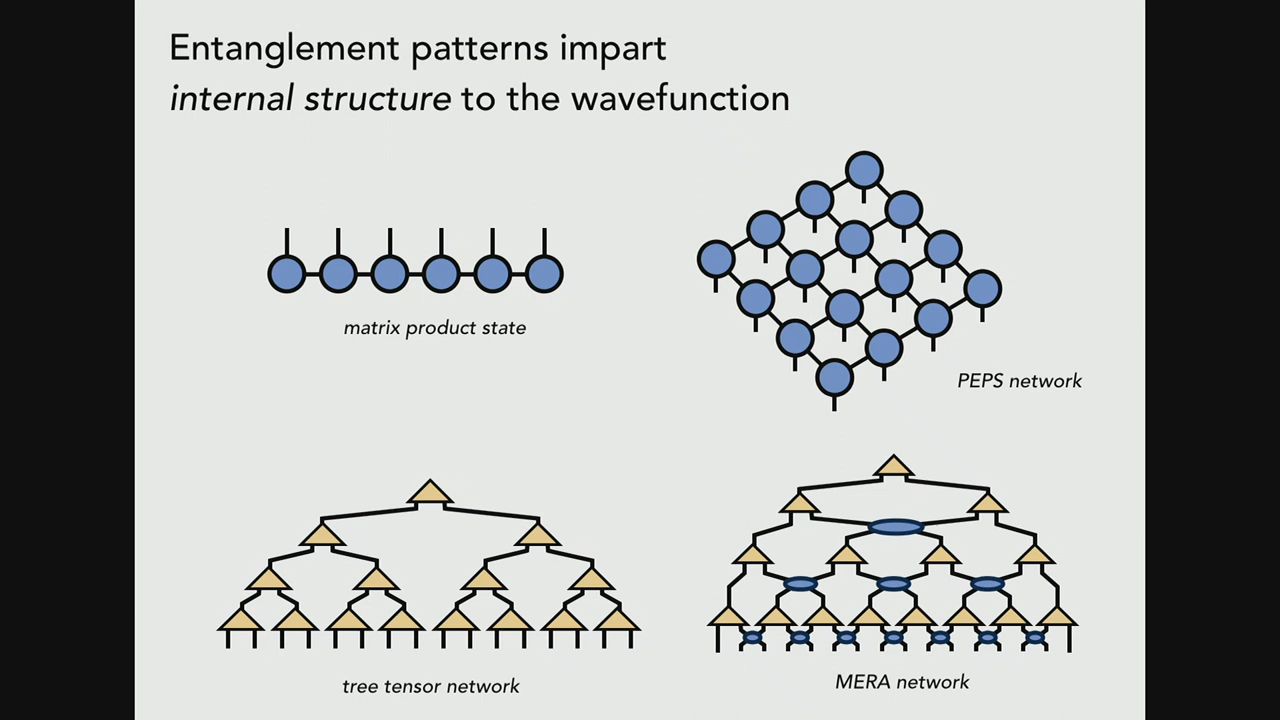 Entanglement patterns impart
internal structure to the wavefunction
matrix product state
PEPS network
tree tensor network
MERA network